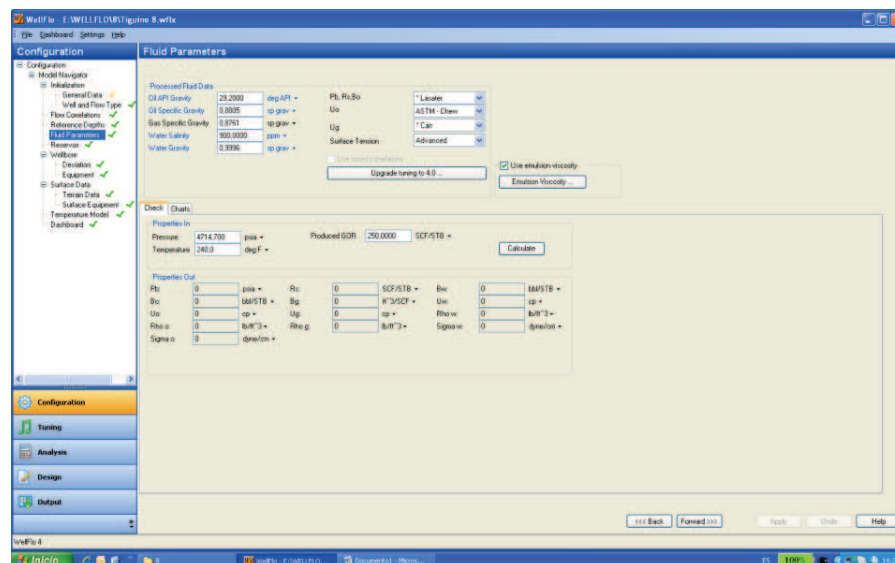 WellFlo - E:\WELLFLO\8\Tiguino 8.wflx
File Dashboard Settings Help
Configuration
Fluid Parameters
Configuration
Model Navigator
Initialization
General Data
Well and Flow Type
Flow Correlations
Reference Depths
Fluid Parameters
Reservoir
Wellbore
Deviation
Equipment
Surface Data
Terrain Data
Surface Equipment
Temperature Model
Dashboard
Processed Fluid Data
Oil API Gravity 29,2000 deg API
Oil Specific Gravity 0,8805 sp grav
Gas Specific Gravity 0,8761 sp grav
Water Salinity 900,0000 ppm
Water Gravity 0,9996 sp grav
Pb, Rs, Bo * Lasater
Uo ASTM - Chew
Ug * Carr
Surface Tension Advanced
Use tuned correlations
Upgrade tuning to 4.0 ...
Use emulsion viscosity
Emulsion Viscosity ...
Check Charts
Properties In
Pressure 4714,700 psia
Temperature 240,0 deg F
Produced GOR 250,0000 SCF/STB
Calculate
Properties Out
Pb: 0 psia Rs: 0 SCF/STB Bw: 0 bbl/STB
Bo: 0 bbl/STB Bg: 0 ft^3/SCF Uw: 0 cp
Uo: 0 cp Ug: 0 cp Rho w: 0 lb/ft^3
Rho o: 0 lb/ft^3 Rho g: 0 lb/ft^3 Sigma w: 0 dyne/cm
Sigma o: 0 dyne/cm
Configuration
Tuning
Analysis
Design
Output
<<< Back Forward >>> Apply Undo Help
WellFlo 4
Inicio
8
WellFlo - E:\WELLFLO...
Documento1 - Micros...
ES 100%